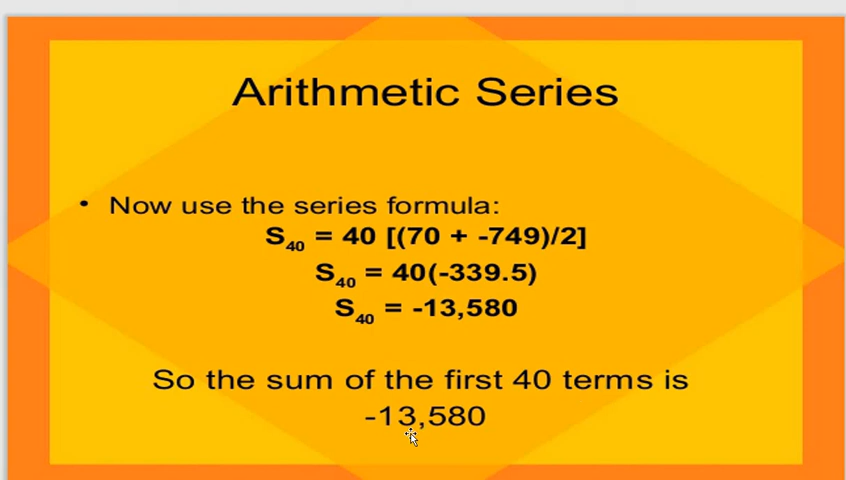 Arithmetic Series
• Now use the series formula:
S₄₀ = 40 [(70 + -749)/2]
S₄₀ = 40(-339.5)
S₄₀ = -13,580
So the sum of the first 40 terms is
-13,580